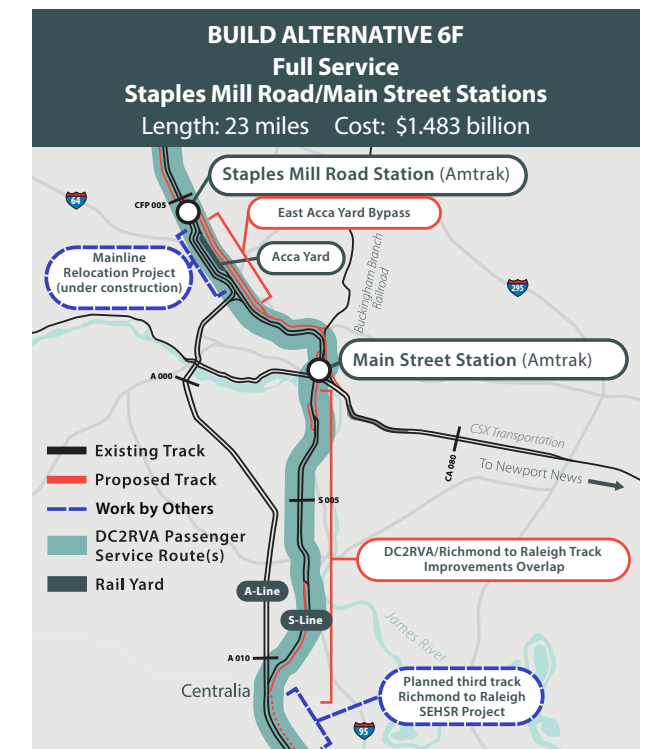 BUILD ALTERNATIVE 6F
Full Service
Staples Mill Road/Main Street Stations
Length: 23 miles Cost: $1.483 billion
Staples Mill Road Station (Amtrak)
64
CFP 005
East Acca Yard Bypass
Mainline
Relocation Project
(under construction)
Acca Yard
Buckingham Branch
Railroad
295
Main Street Station (Amtrak)
A 000
CSX Transportation
CA 080
To Newport News
Existing Track
Proposed Track
Work by Others
DC2RVA Passenger
Service Route(s)
Rail Yard
S 005
DC2RVA/Richmond to Raleigh Track
Improvements Overlap
A-Line
S-Line
James River
A 010
Centralia
Planned third track
Richmond to Raleigh
SEHSR Project
95